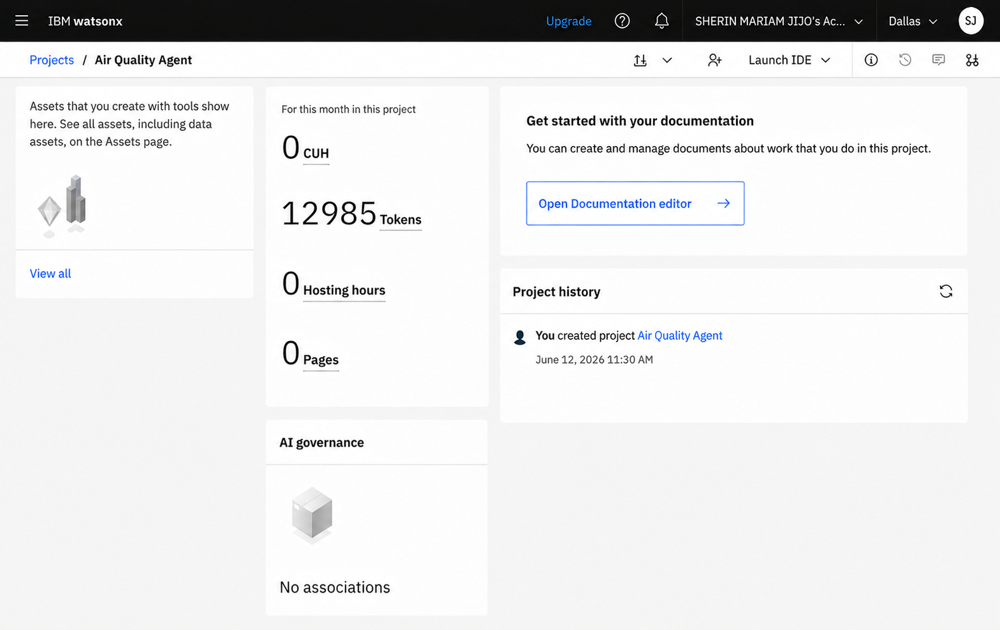 IBM watsonx
Upgrade
SHERIN MARIAM JIJO's Ac...
Dallas
SJ
Projects / Air Quality Agent
Launch IDE
Assets that you create with tools show
here. See all assets, including data
assets, on the Assets page.
View all
For this month in this project
0 CUH
12985 Tokens
0 Hosting hours
0 Pages
AI governance
No associations
Get started with your documentation
You can create and manage documents about work that you do in this project.
Open Documentation editor
Project history
You created project Air Quality Agent
June 12, 2026 11:30 AM